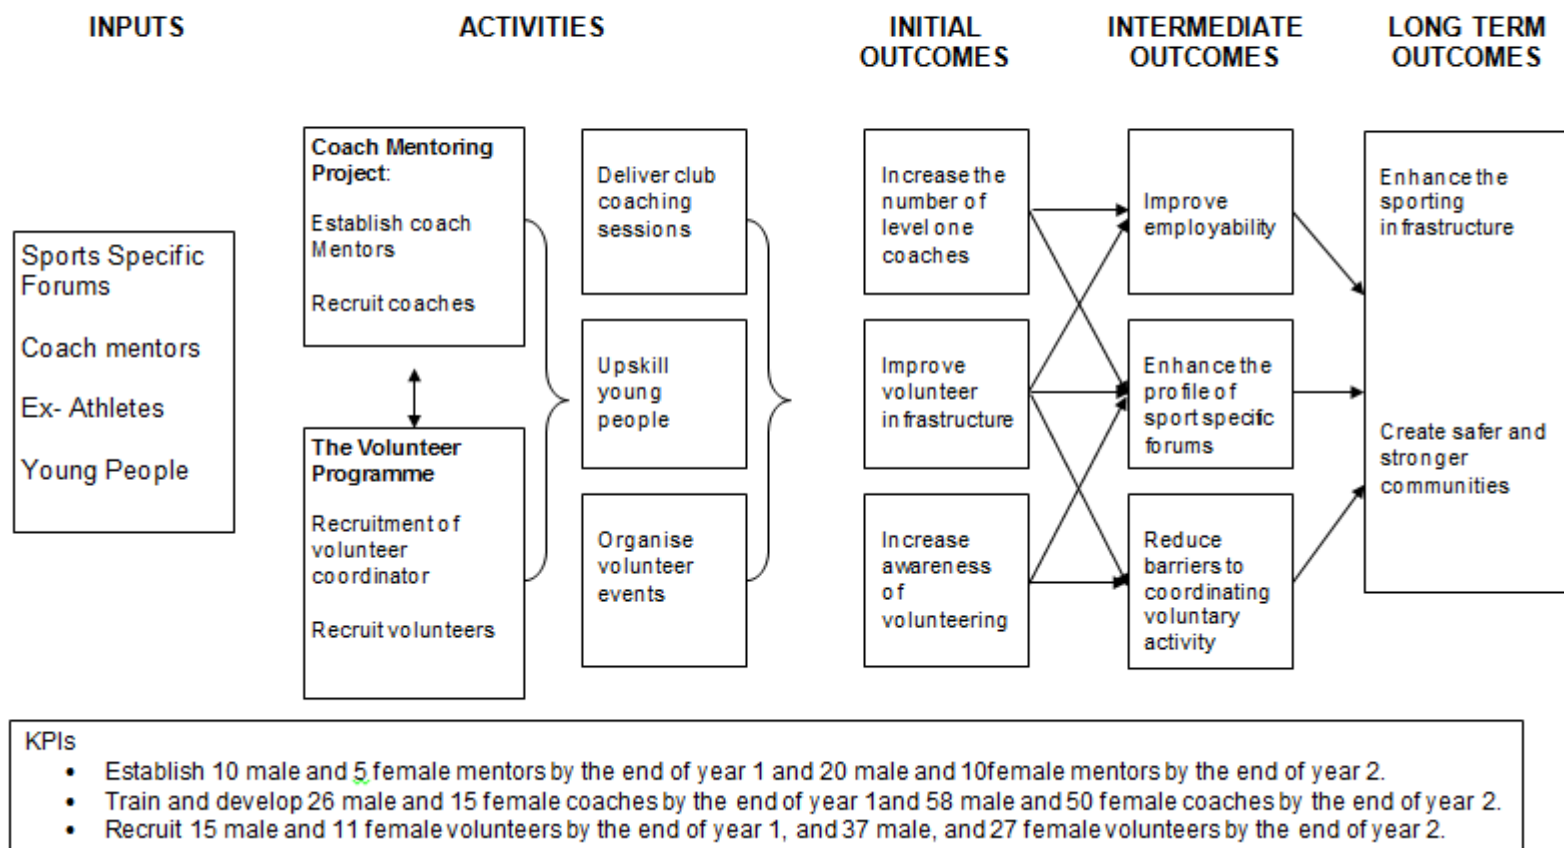 INPUTS
ACTIVITIES
INITIAL
OUTCOMES
INTERMEDIATE
OUTCOMES
LONG TERM
OUTCOMES
Sports Specific
Forums
Coach mentors
Ex- Athletes
Young People
Coach Mentoring
Project:
Establish coach
Mentors
Recruit coaches
The Volunteer
Programme
Recruitment of
volunteer
coordinator
Recruit volunteers
Deliver club
coaching
sessions
Upskill
young
people
Organise
volunteer
events
Increase the
number of
level one
coaches
Improve
volunteer
infrastructure
Increase
awareness
of
volunteering
Improve
employability
Enhance the
profile of
sport specific
forums
Reduce
barriers to
coordinating
voluntary
activity
Enhance the
sporting
infrastructure
Create safer and
stronger
communities
KPIs
• Establish 10 male and 5 female mentors by the end of year 1 and 20 male and 10female mentors by the end of year 2.
• Train and develop 26 male and 15 female coaches by the end of year 1and 58 male and 50 female coaches by the end of year 2.
• Recruit 15 male and 11 female volunteers by the end of year 1, and 37 male, and 27 female volunteers by the end of year 2.